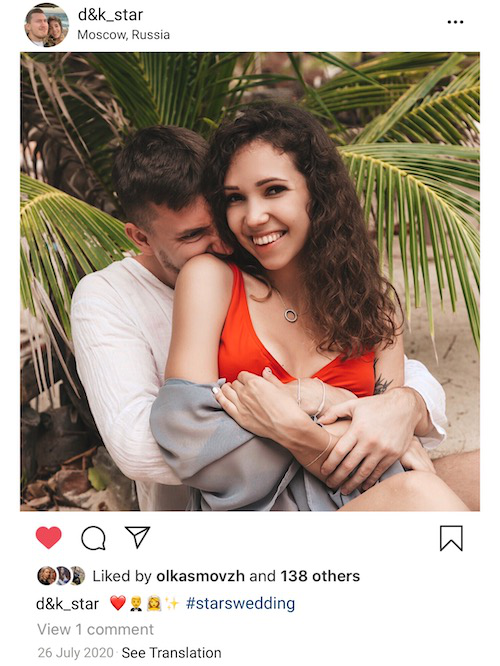 d&k_star
Moscow, Russia
Liked by olkasmovzh and 138 others
d&k_star ❤️🤵👰✨ #starswedding
View 1 comment
26 July 2020 · See Translation